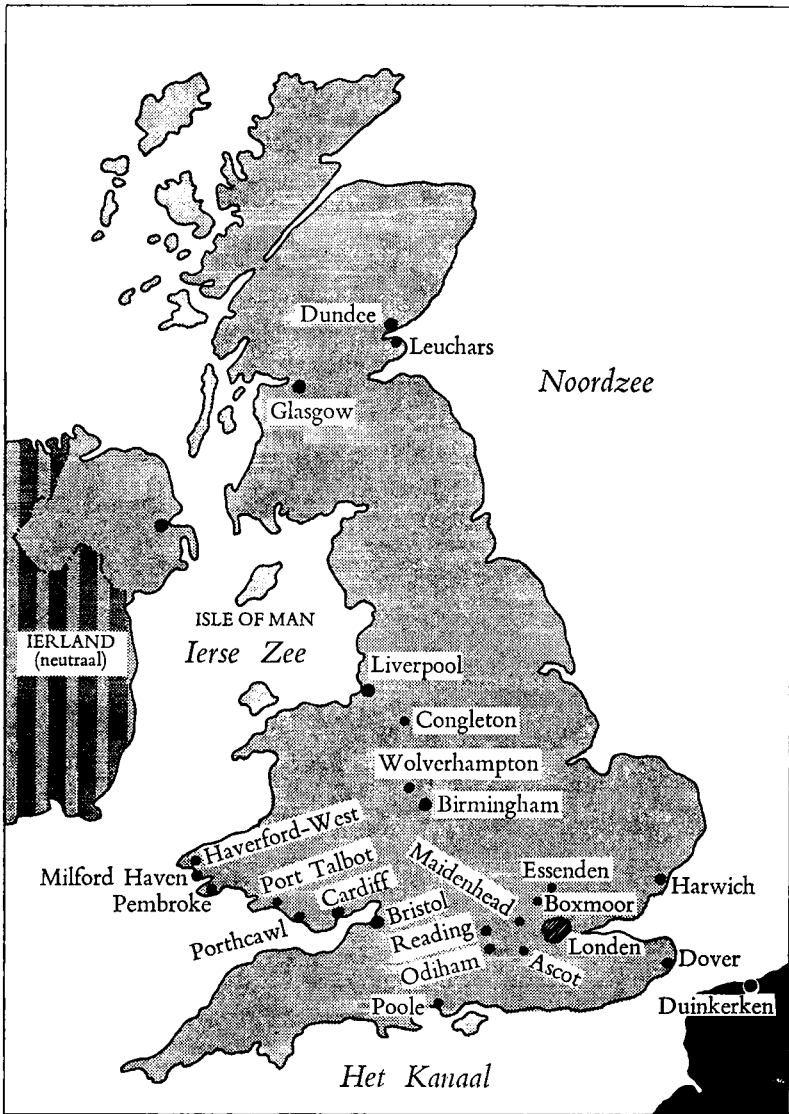 Dundee
Leuchars
Noordzee
Glasgow
ISLE OF MAN
IERLAND
(neutraal)
Ierse Zee
Liverpool
Congleton
Wolverhampton
Birmingham
Haverford-West
Milford Haven
Port Talbot
Pembroke
Cardiff
Porthcawl
Bristol
Maidenhead
Essenden
Boxmoor
Harwich
Reading
Londen
Odiham
Ascot
Dover
Poole
Duinkerken
Het Kanaal